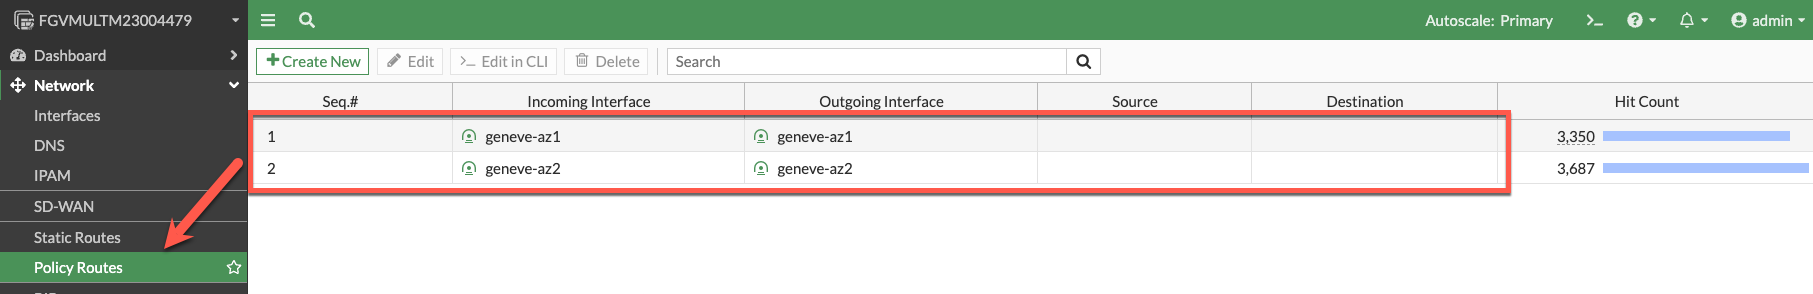 FGVMULTM23004479
Autoscale: Primary
admin
Dashboard
Create New
Edit
Edit in CLI
Delete
Search
Network
Seq.# Incoming Interface Outgoing Interface Source Destination Hit Count
Interfaces
1 geneve-az1 geneve-az1 3,350
DNS
2 geneve-az2 geneve-az2 3,687
IPAM
SD-WAN
Static Routes
Policy Routes